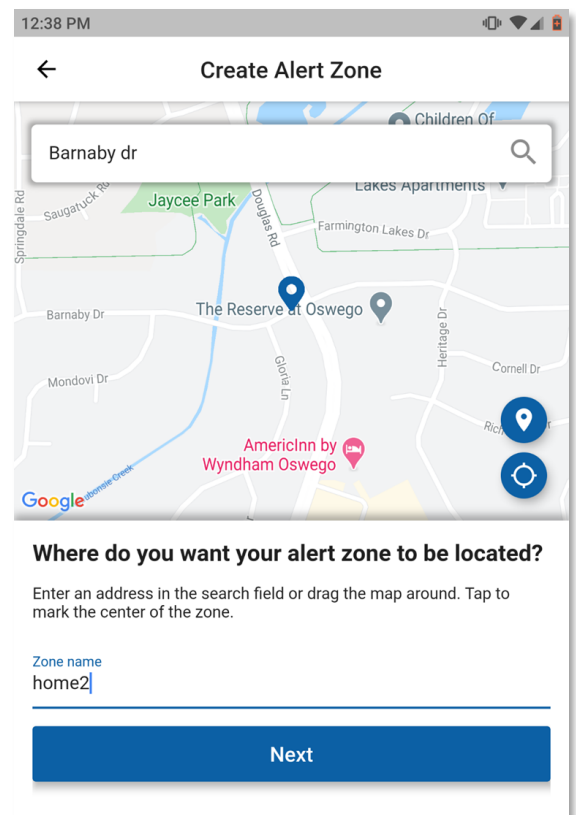 12:38 PM
Create Alert Zone
Children Of
Barnaby dr
Lakes Apartments
Springdale Rd
Saugatuck
Jaycee Park
Douglas Rd
Farmington Lakes Dr
The Reserve at Oswego
Barnaby Dr
Heritage Dr
Gloria Ln
Cornell Dr
Mondovi Dr
AmericInn by
Wyndham Oswego
Google
Creek
Where do you want your alert zone to be located?
Enter an address in the search field or drag the map around. Tap to
mark the center of the zone.
Zone name
home2
Next